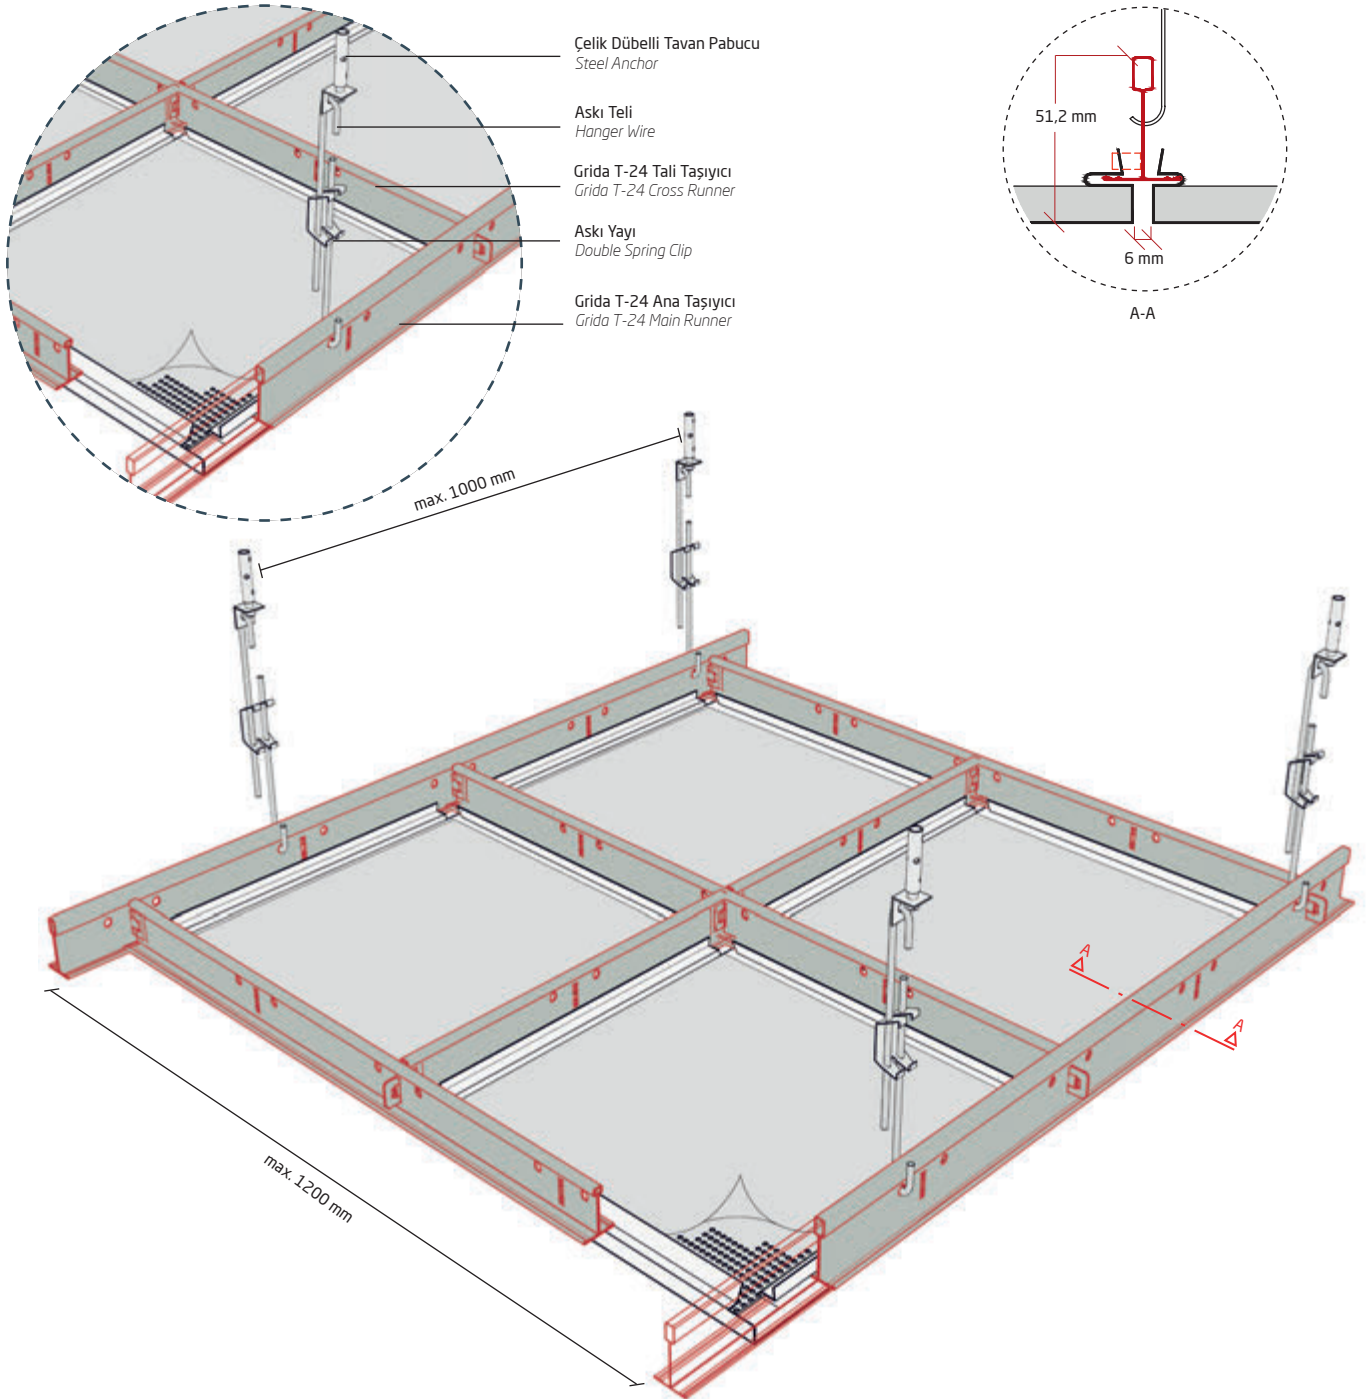 Çelik Dübelli Tavan Pabucu
Steel Anchor
Askı Teli
Hanger Wire
Grida T-24 Tali Taşıyıcı
Grida T-24 Cross Runner
Askı Yayı
Double Spring Clip
Grida T-24 Ana Taşıyıcı
Grida T-24 Main Runner
51,2 mm
6 mm
A-A
max. 1000 mm
A
A
max. 1200 mm